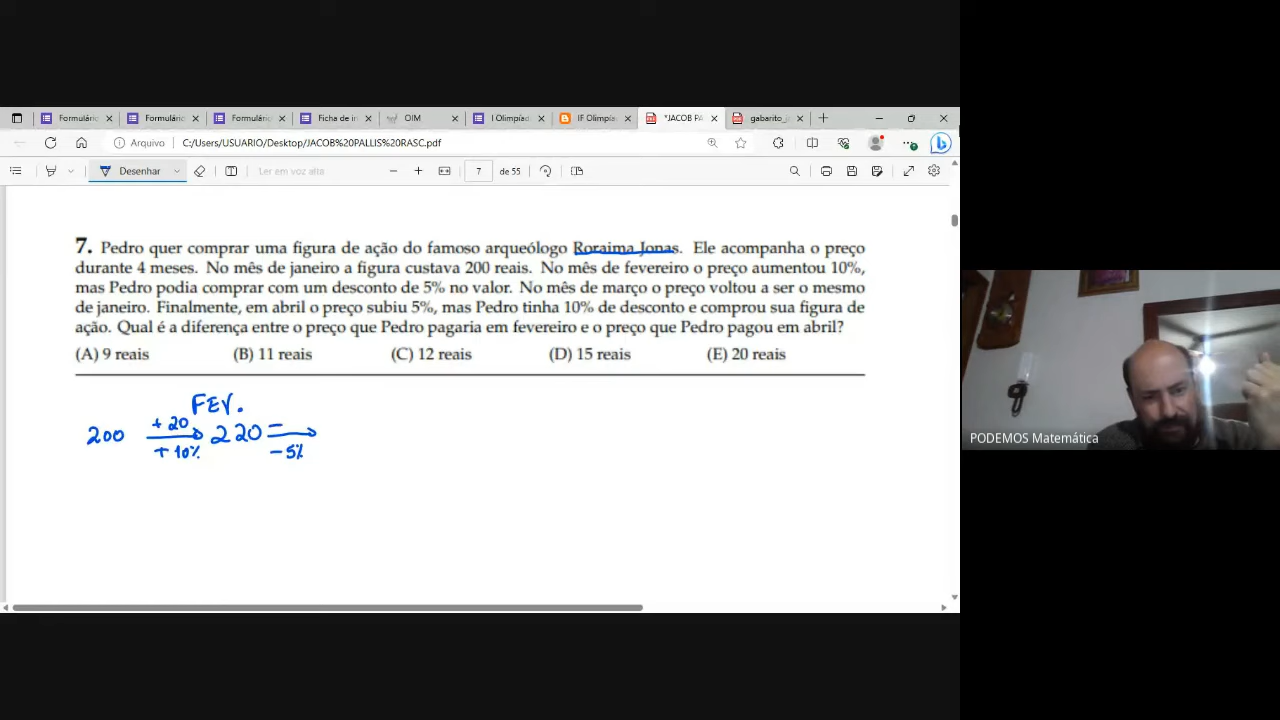 Formulário
Formulário
Formulário
Ficha de in
OIM
I Olimpíad
IF Olimpía
*JACOB PA
gabarito_j
Arquivo
C:/Users/USUARIO/Desktop/JACOB%20PALLIS%20RASC.pdf
Desenhar
Ler em voz alta
7
de 55
7. Pedro quer comprar uma figura de ação do famoso arqueólogo Roraima Jonas. Ele acompanha o preço
durante 4 meses. No mês de janeiro a figura custava 200 reais. No mês de fevereiro o preço aumentou 10%,
mas Pedro podia comprar com um desconto de 5% no valor. No mês de março o preço voltou a ser o mesmo
de janeiro. Finalmente, em abril o preço subiu 5%, mas Pedro tinha 10% de desconto e comprou sua figura de
ação. Qual é a diferença entre o preço que Pedro pagaria em fevereiro e o preço que Pedro pagou em abril?
(A) 9 reais (B) 11 reais (C) 12 reais (D) 15 reais (E) 20 reais
FEV.
+ 20
200 220 –
+ 10% – 5%
PODEMOS Matemática